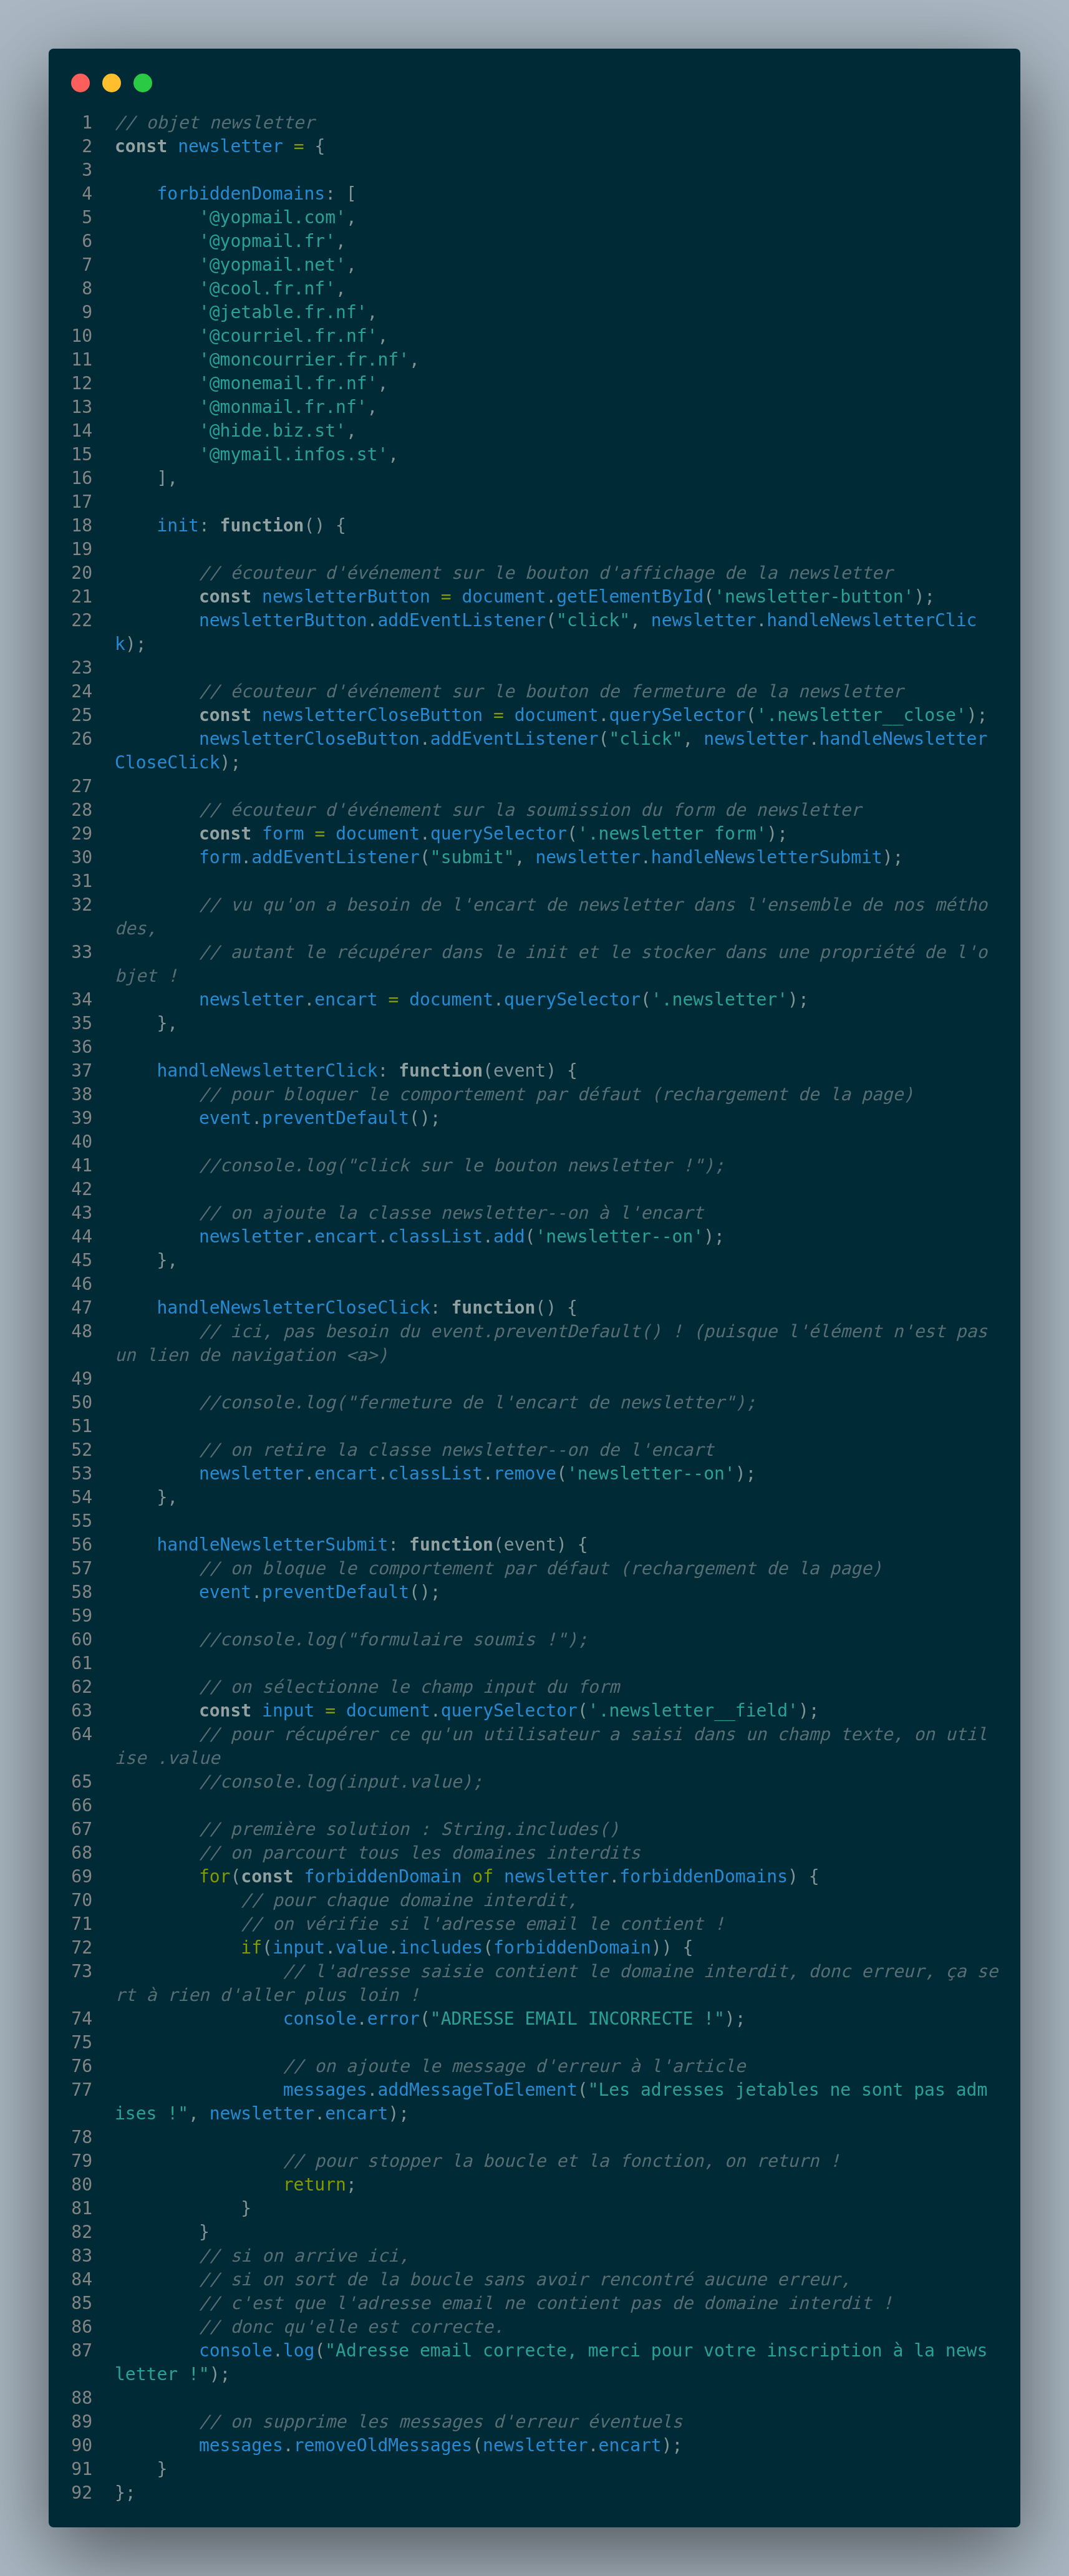 1 // objet newsletter
2 const newsletter = {
3
4     forbiddenDomains: [
5         '@yopmail.com',
6         '@yopmail.fr',
7         '@yopmail.net',
8         '@cool.fr.nf',
9         '@jetable.fr.nf',
10         '@courriel.fr.nf',
11         '@moncourrier.fr.nf',
12         '@monemail.fr.nf',
13         '@monmail.fr.nf',
14         '@hide.biz.st',
15         '@mymail.infos.st',
16     ],
17
18     init: function() {
19
20         // écouteur d'événement sur le bouton d'affichage de la newsletter
21         const newsletterButton = document.getElementById('newsletter-button');
22         newsletterButton.addEventListener("click", newsletter.handleNewsletterClic
k);
23
24         // écouteur d'événement sur le bouton de fermeture de la newsletter
25         const newsletterCloseButton = document.querySelector('.newsletter__close');
26         newsletterCloseButton.addEventListener("click", newsletter.handleNewsletter
CloseClick);
27
28         // écouteur d'événement sur la soumission du form de newsletter
29         const form = document.querySelector('.newsletter form');
30         form.addEventListener("submit", newsletter.handleNewsletterSubmit);
31
32         // vu qu'on a besoin de l'encart de newsletter dans l'ensemble de nos métho
des,
33         // autant le récupérer dans le init et le stocker dans une propriété de l'o
bjet !
34         newsletter.encart = document.querySelector('.newsletter');
35     },
36
37     handleNewsletterClick: function(event) {
38         // pour bloquer le comportement par défaut (rechargement de la page)
39         event.preventDefault();
40
41         //console.log("click sur le bouton newsletter !");
42
43         // on ajoute la classe newsletter--on à l'encart
44         newsletter.encart.classList.add('newsletter--on');
45     },
46
47     handleNewsletterCloseClick: function() {
48         // ici, pas besoin du event.preventDefault() ! (puisque l'élément n'est pas
un lien de navigation <a>)
49
50         //console.log("fermeture de l'encart de newsletter");
51
52         // on retire la classe newsletter--on de l'encart
53         newsletter.encart.classList.remove('newsletter--on');
54     },
55
56     handleNewsletterSubmit: function(event) {
57         // on bloque le comportement par défaut (rechargement de la page)
58         event.preventDefault();
59
60         //console.log("formulaire soumis !");
61
62         // on sélectionne le champ input du form
63         const input = document.querySelector('.newsletter__field');
64         // pour récupérer ce qu'un utilisateur a saisi dans un champ texte, on util
ise .value
65         //console.log(input.value);
66
67         // première solution : String.includes()
68         // on parcourt tous les domaines interdits
69         for(const forbiddenDomain of newsletter.forbiddenDomains) {
70             // pour chaque domaine interdit,
71             // on vérifie si l'adresse email le contient !
72             if(input.value.includes(forbiddenDomain)) {
73                 // l'adresse saisie contient le domaine interdit, donc erreur, ça se
rt à rien d'aller plus loin !
74                 console.error("ADRESSE EMAIL INCORRECTE !");
75
76                 // on ajoute le message d'erreur à l'article
77                 messages.addMessageToElement("Les adresses jetables ne sont pas adm
ises !", newsletter.encart);
78
79                 // pour stopper la boucle et la fonction, on return !
80                 return;
81             }
82         }
83         // si on arrive ici,
84         // si on sort de la boucle sans avoir rencontré aucune erreur,
85         // c'est que l'adresse email ne contient pas de domaine interdit !
86         // donc qu'elle est correcte.
87         console.log("Adresse email correcte, merci pour votre inscription à la news
letter !");
88
89         // on supprime les messages d'erreur éventuels
90         messages.removeOldMessages(newsletter.encart);
91     }
92 };